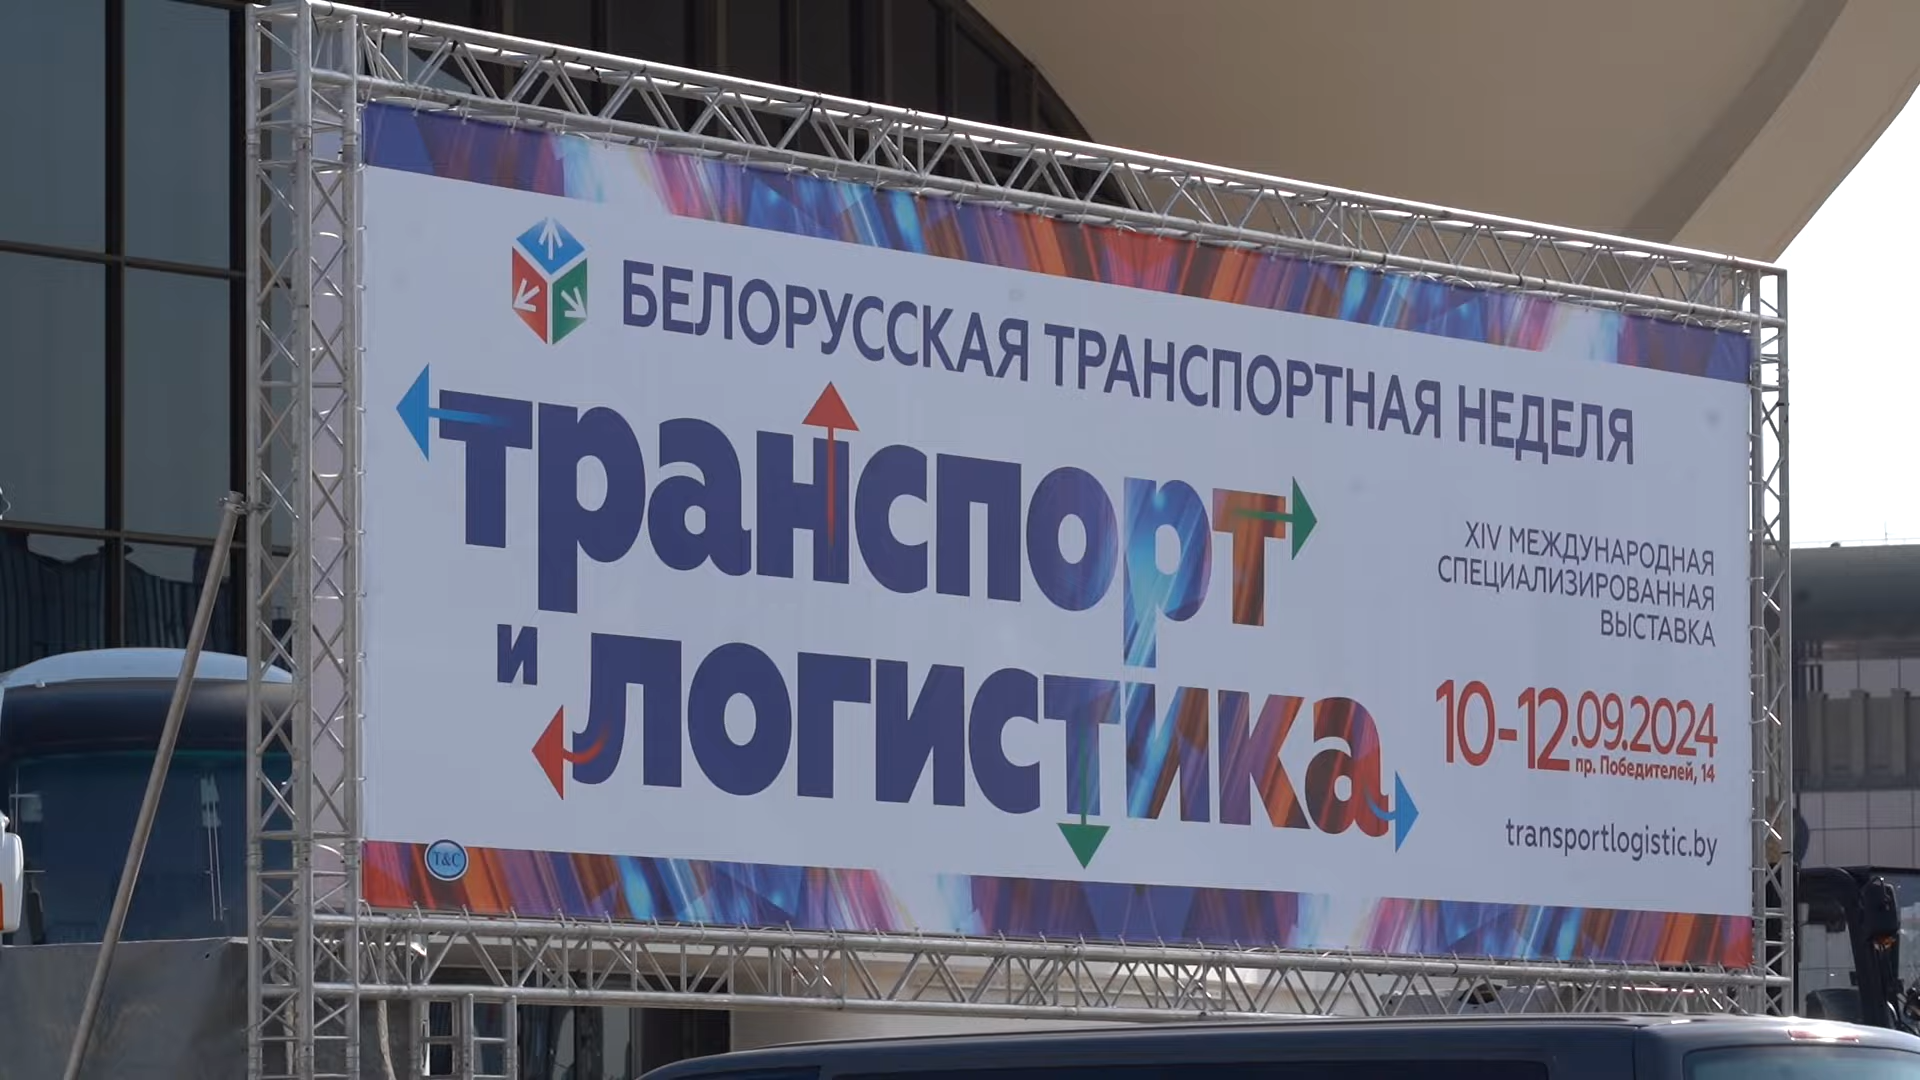 БЕЛОРУССКАЯ ТРАНСПОРТНАЯ НЕДЕЛЯ
транспорт
и логистика
XIV МЕЖДУНАРОДНАЯ
СПЕЦИАЛИЗИРОВАННАЯ
ВЫСТАВКА
10-12.09.2024
пр. Победителей, 14
transportlogistic.by
T&C